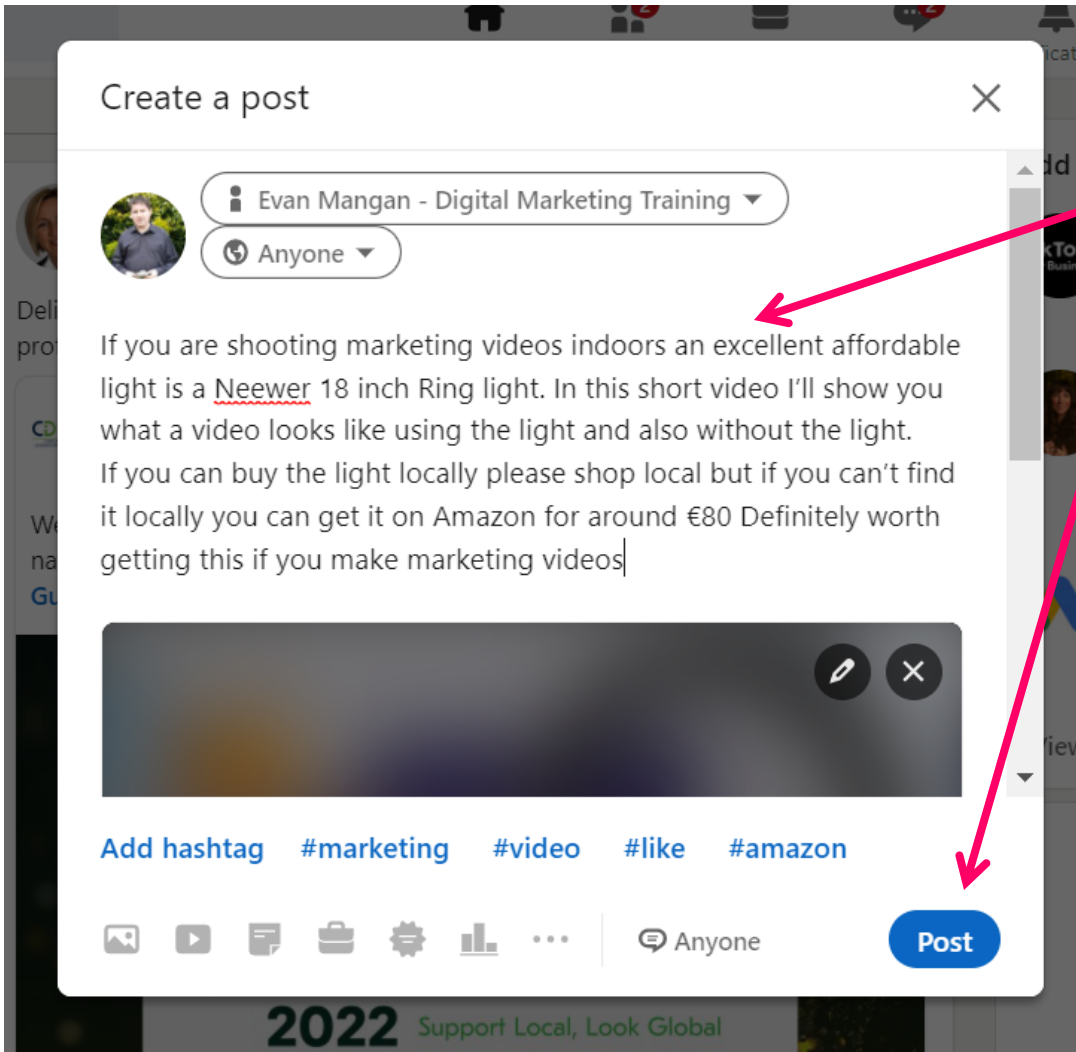 2
2
Create a post
Evan Mangan - Digital Marketing Training
Anyone
If you are shooting marketing videos indoors an excellent affordable
light is a Neewer 18 inch Ring light. In this short video I'll show you
what a video looks like using the light and also without the light.
If you can buy the light locally please shop local but if you can't find
it locally you can get it on Amazon for around €80 Definitely worth
getting this if you make marketing videos
Add hashtag #marketing #video #like #amazon
Anyone
Post
2022 Support Local, Look Global